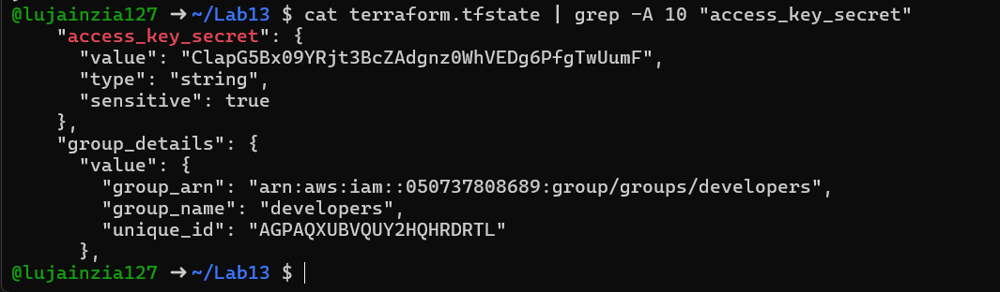 @lujainzia127 ➜ ~/Lab13 $ cat terraform.tfstate | grep -A 10 "access_key_secret"
    "access_key_secret": {
      "value": "ClapG5Bx09YRjt3BcZAdgnz0WhVEDg6PfgTwUumF",
      "type": "string",
      "sensitive": true
    },
    "group_details": {
      "value": {
        "group_arn": "arn:aws:iam::050737808689:group/groups/developers",
        "group_name": "developers",
        "unique_id": "AGPAQXUBVQUY2HQHRDRTL"
      },
@lujainzia127 ➜ ~/Lab13 $